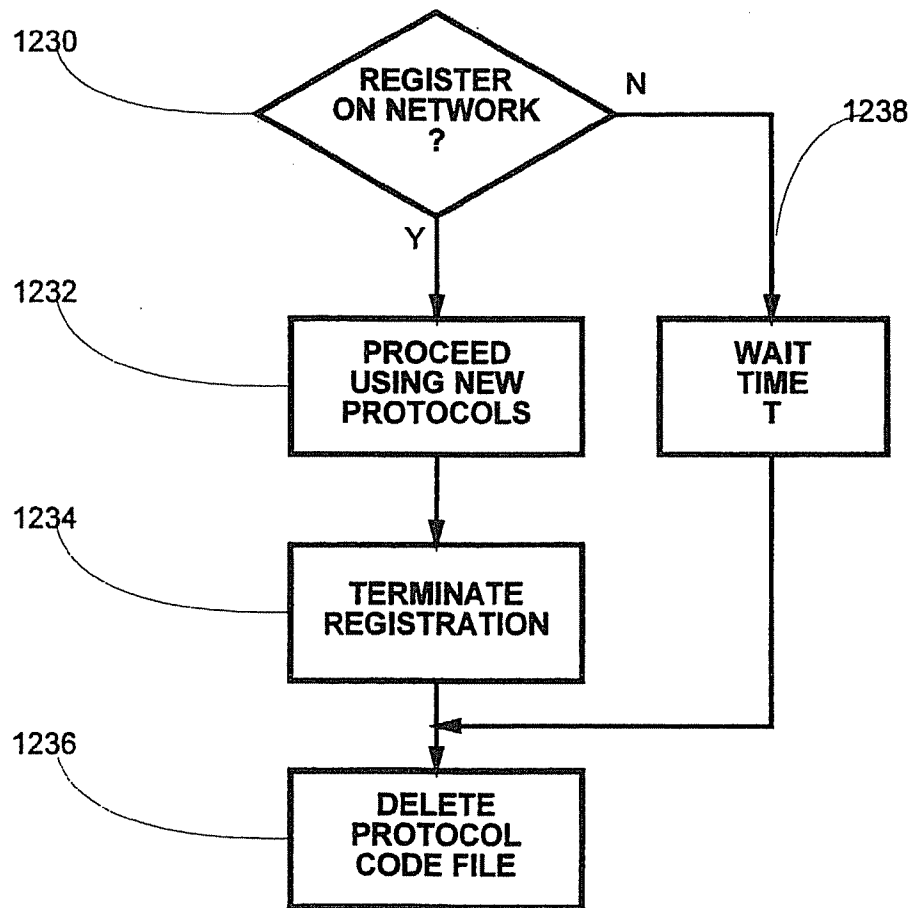 1230
REGISTER
ON NETWORK
?
N
1238
Y
1232
PROCEED
USING NEW
PROTOCOLS
WAIT
TIME
T
1234
TERMINATE
REGISTRATION
1236
DELETE
PROTOCOL
CODE FILE